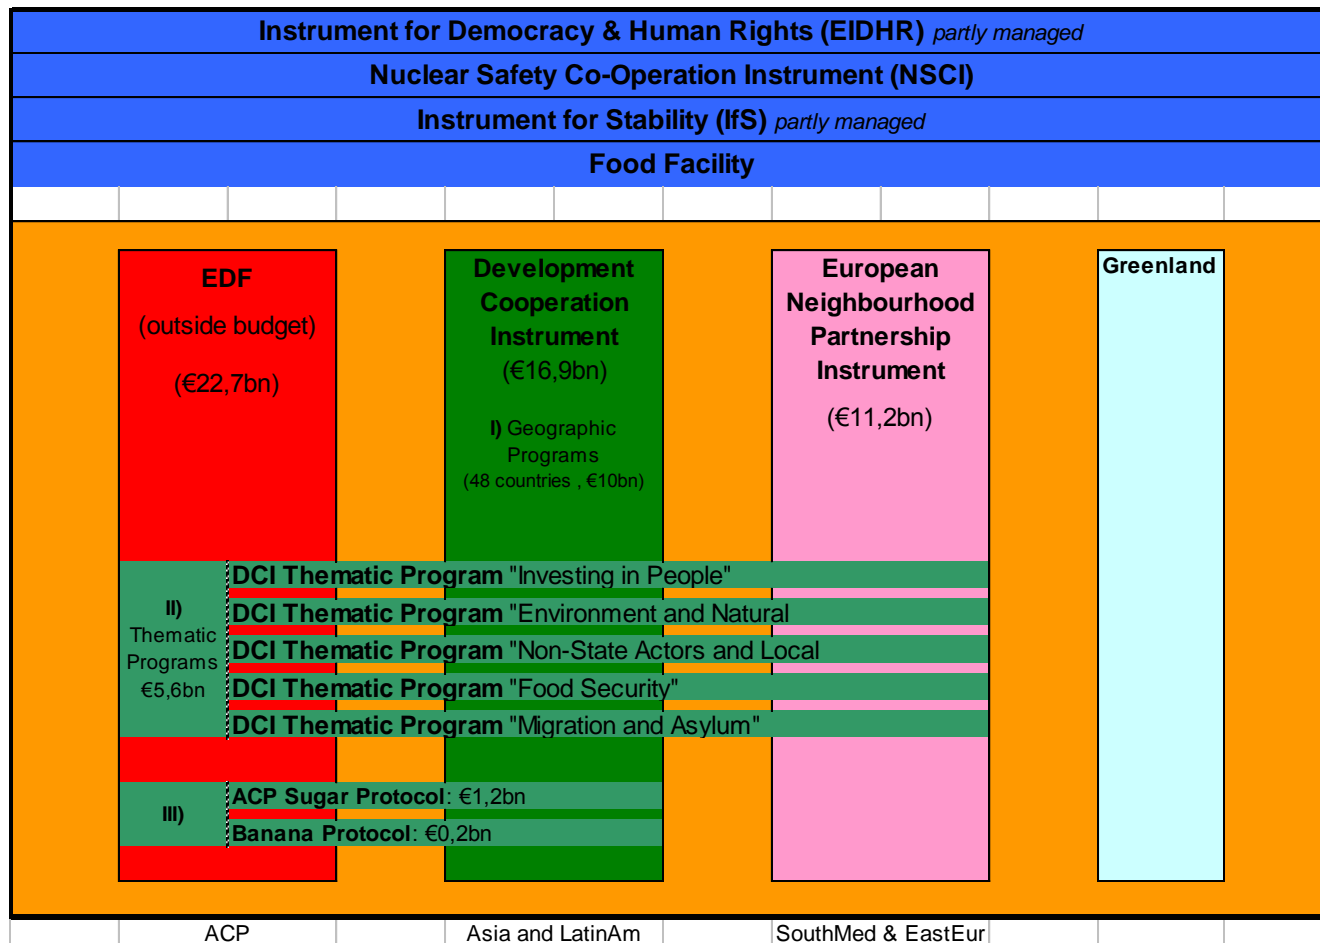 Instrument for Democracy & Human Rights (EIDHR) partly managed
Nuclear Safety Co-Operation Instrument (NSCI)
Instrument for Stability (IfS) partly managed
Food Facility
EDF
(outside budget)
(€22,7bn)
Development
Cooperation
Instrument
(€16,9bn)
I) Geographic
Programs
(48 countries , €10bn)
European
Neighbourhood
Partnership
Instrument
(€11,2bn)
Greenland
II)
Thematic
Programs
€5,6bn
DCI Thematic Program "Investing in People"
DCI Thematic Program "Environment and Natural
DCI Thematic Program "Non-State Actors and Local
DCI Thematic Program "Food Security"
DCI Thematic Program "Migration and Asylum"
III)
ACP Sugar Protocol: €1,2bn
Banana Protocol: €0,2bn
ACP
Asia and LatinAm
SouthMed & EastEur